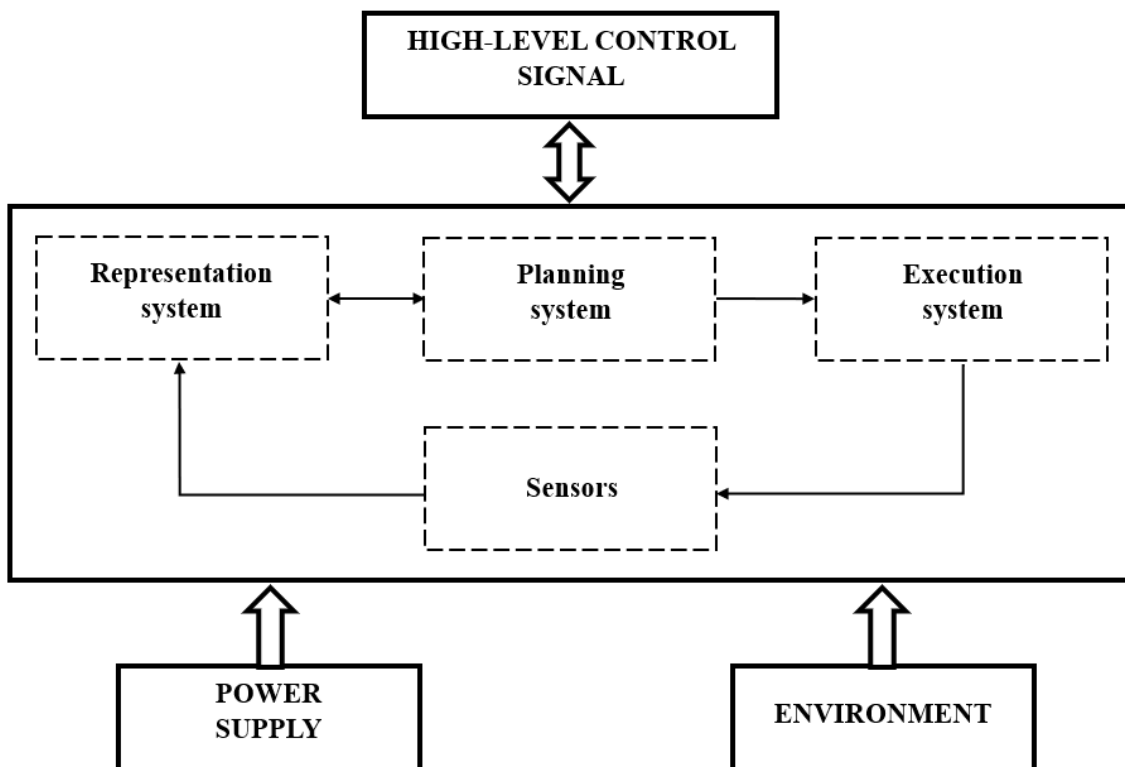 HIGH-LEVEL CONTROL
SIGNAL
Representation
system
Planning
system
Execution
system
Sensors
POWER
SUPPLY
ENVIRONMENT